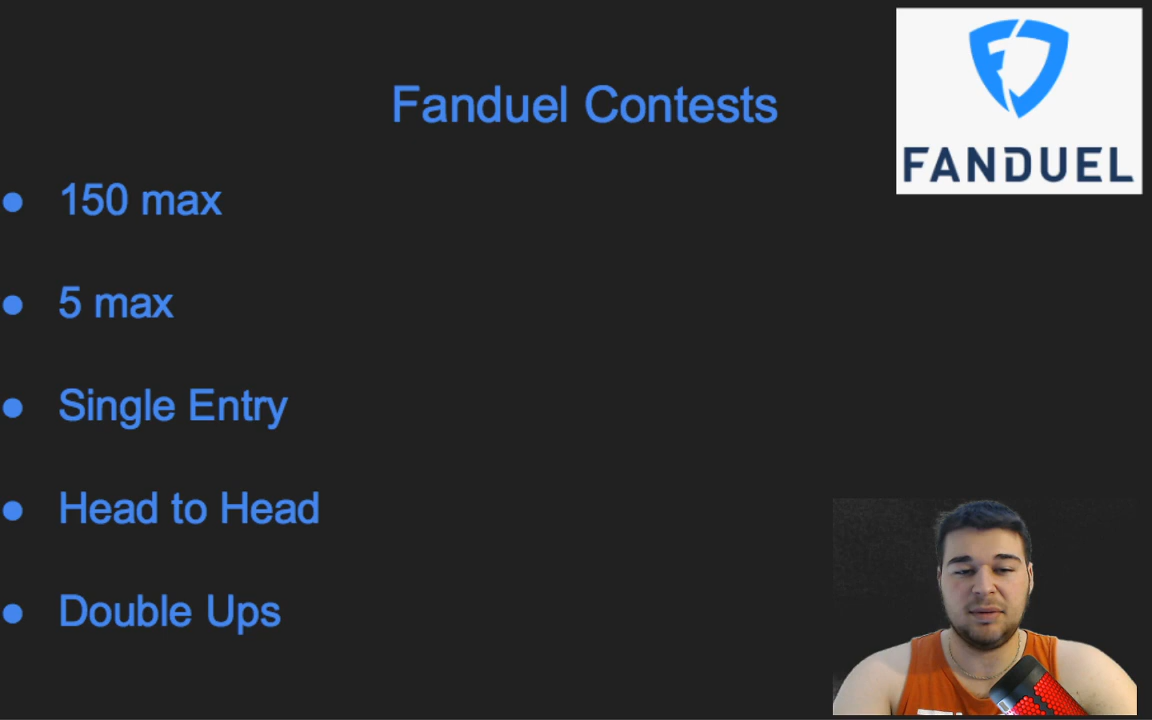 Fanduel Contests
FANDUEL
150 max
5 max
Single Entry
Head to Head
Double Ups